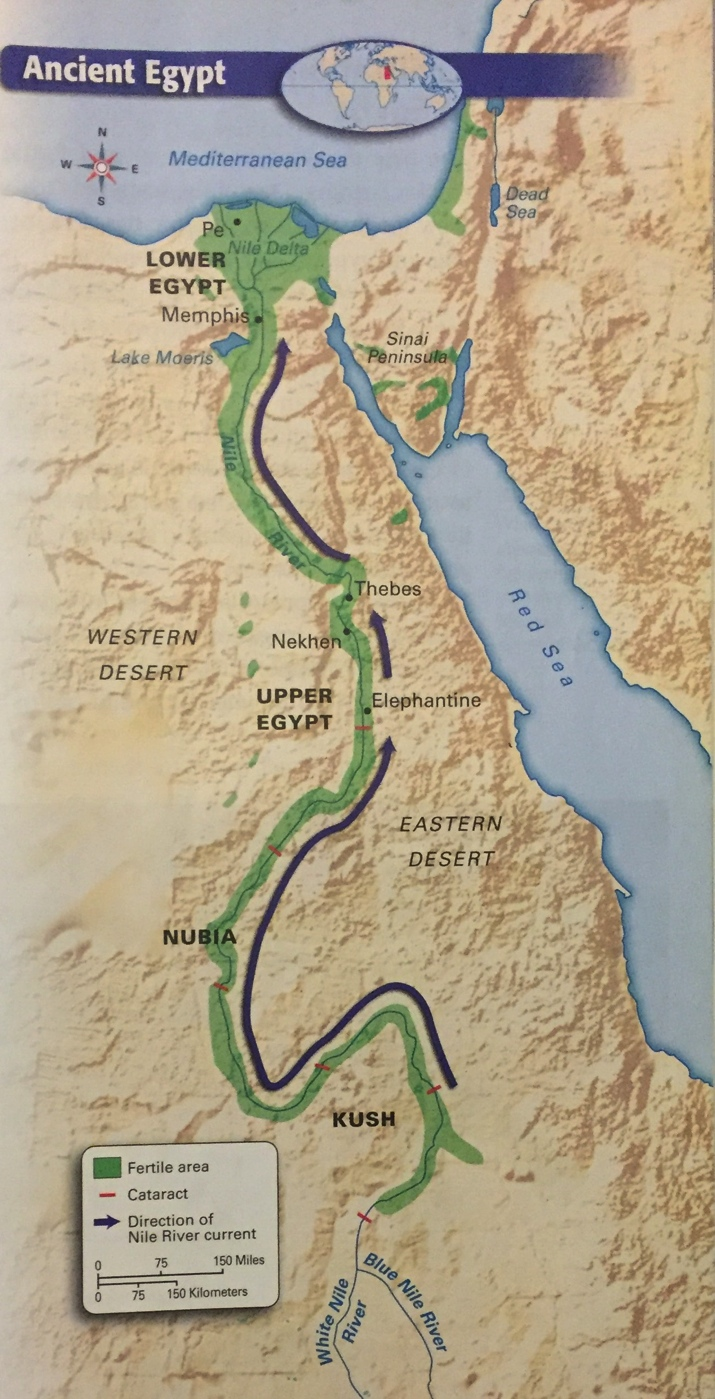 Ancient Egypt
N
W
E
S
Mediterranean Sea
Dead
Sea
Pe
Nile Delta
LOWER
EGYPT
Memphis
Lake Moeris
Sinai
Peninsula
Nile
River
Thebes
Red Sea
WESTERN
DESERT
Nekhen
UPPER
EGYPT
Elephantine
EASTERN
DESERT
NUBIA
KUSH
Fertile area
Cataract
Direction of
Nile River current
0 75 150 Miles
0 75 150 Kilometers
White Nile
River
Blue Nile River